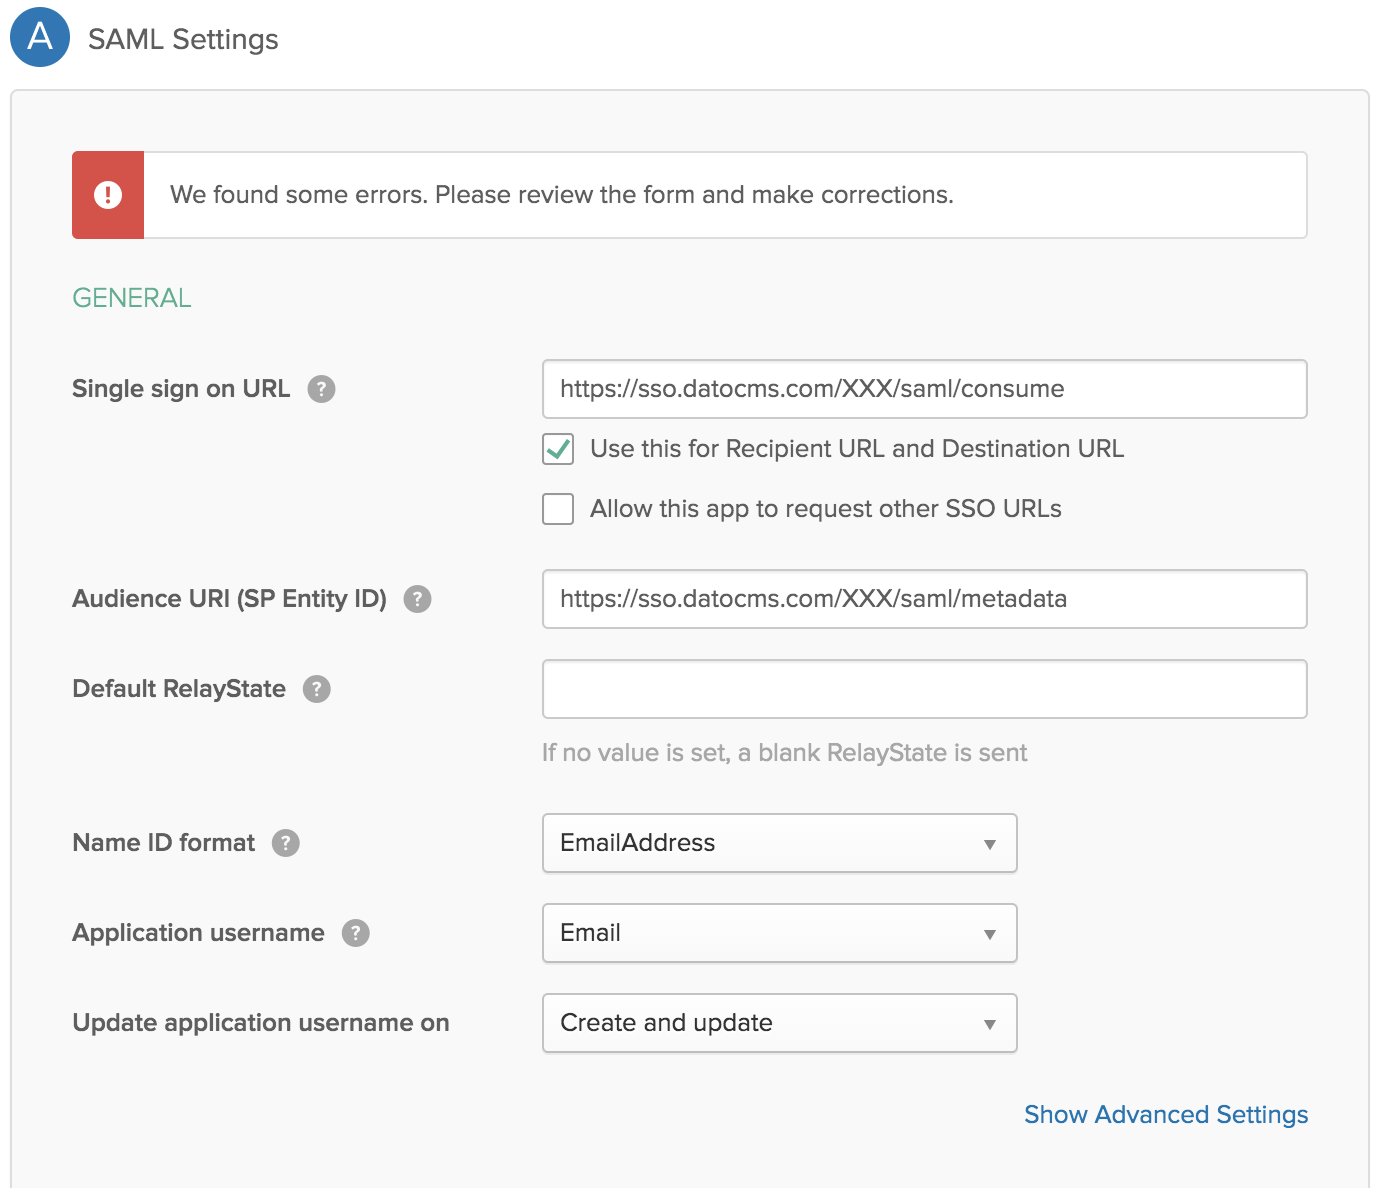 A SAML Settings
We found some errors. Please review the form and make corrections.
GENERAL
Single sign on URL ? https://sso.datocms.com/XXX/saml/consume
Use this for Recipient URL and Destination URL
Allow this app to request other SSO URLs
Audience URI (SP Entity ID) ? https://sso.datocms.com/XXX/saml/metadata
Default RelayState ?
If no value is set, a blank RelayState is sent
Name ID format ? EmailAddress
Application username ? Email
Update application username on Create and update
Show Advanced Settings